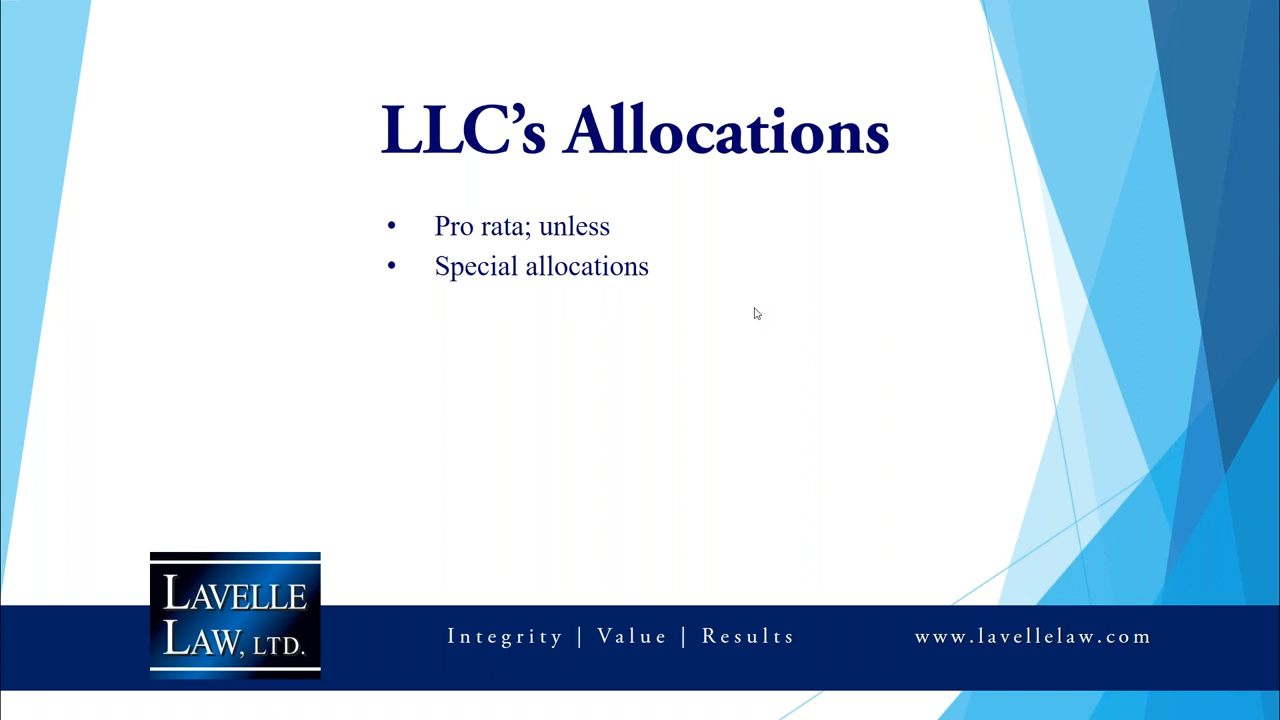 LLC’s Allocations
• Pro rata; unless
• Special allocations
LAVELLE
LAW, LTD.
Integrity | Value | Results
www.lavellelaw.com